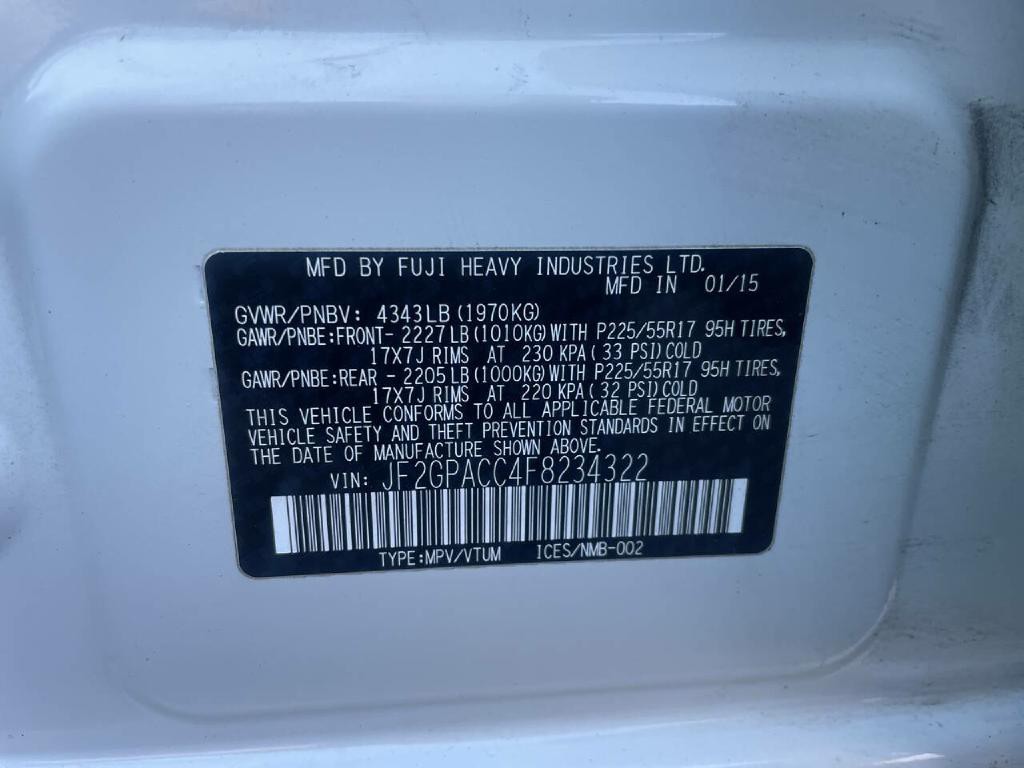 MFD BY FUJI HEAVY INDUSTRIES LTD.
MFD IN 01/15
GVWR/PNBV: 4343LB(1970KG)
GAWR/PNBE:FRONT- 2227LB(1010KG)WITH P225/55R17 95H TIRES,
17X7J RIMS AT 230 KPA( 33 PSI)COLD
GAWR/PNBE:REAR - 2205LB(1000KG)WITH P225/55R17 95H TIRES,
17X7J RIMS AT 220 KPA( 32 PSI)COLD
THIS VEHICLE CONFORMS TO ALL APPLICABLE FEDERAL MOTOR
VEHICLE SAFETY AND THEFT PREVENTION STANDARDS IN EFFECT ON
THE DATE OF MANUFACTURE SHOWN ABOVE.
VIN: JF2GPACC4F8234322
TYPE:MPV/VTUM ICES/NMB-002